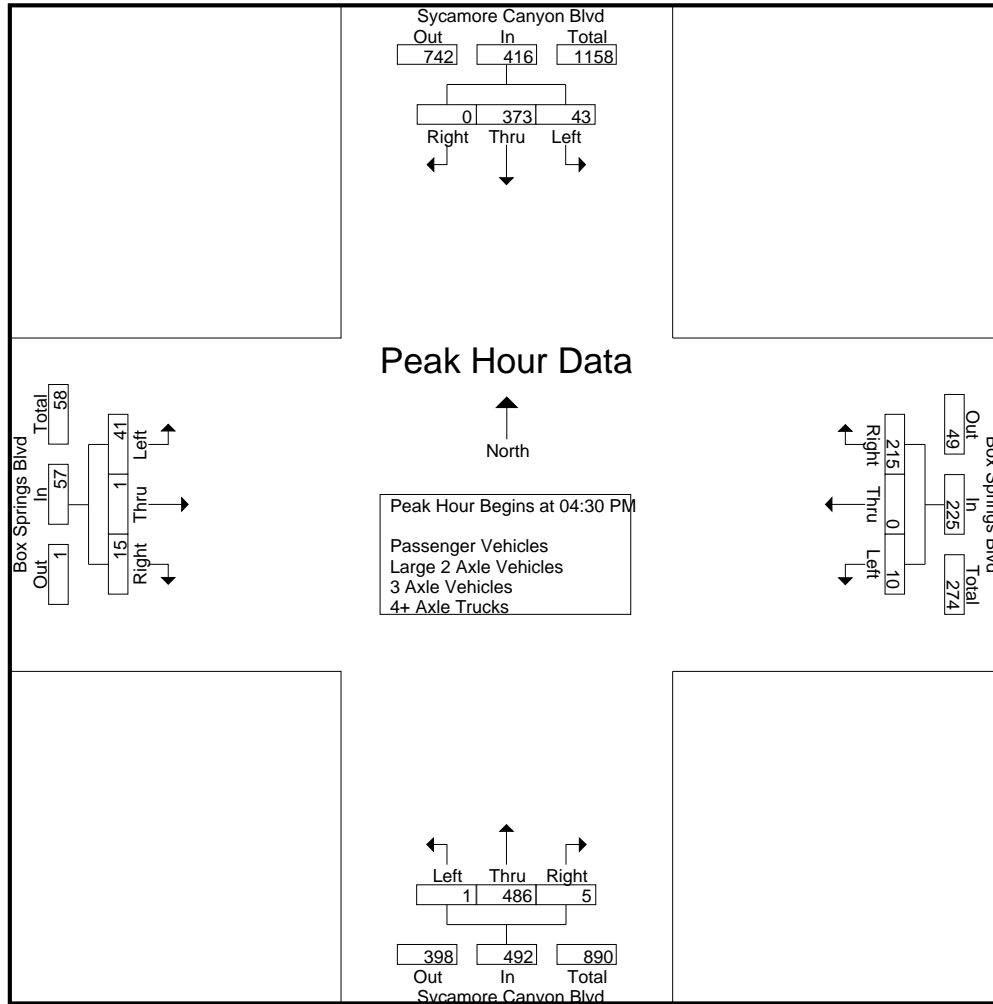 Sycamore Canyon Blvd
Out In Total
742 416 1158
0 373 43
Right Thru Left
Peak Hour Data
North
Peak Hour Begins at 04:30 PM
Passenger Vehicles
Large 2 Axle Vehicles
3 Axle Vehicles
4+ Axle Trucks
Box Springs Blvd
Out In Total
1 57 58
Left Thru Right
41 1 15
Box Springs Blvd
Out In Total
49 225 274
215 0 10
Right Thru Left
Left Thru Right
1 486 5
398 492 890
Out In Total
Sycamore Canyon Blvd